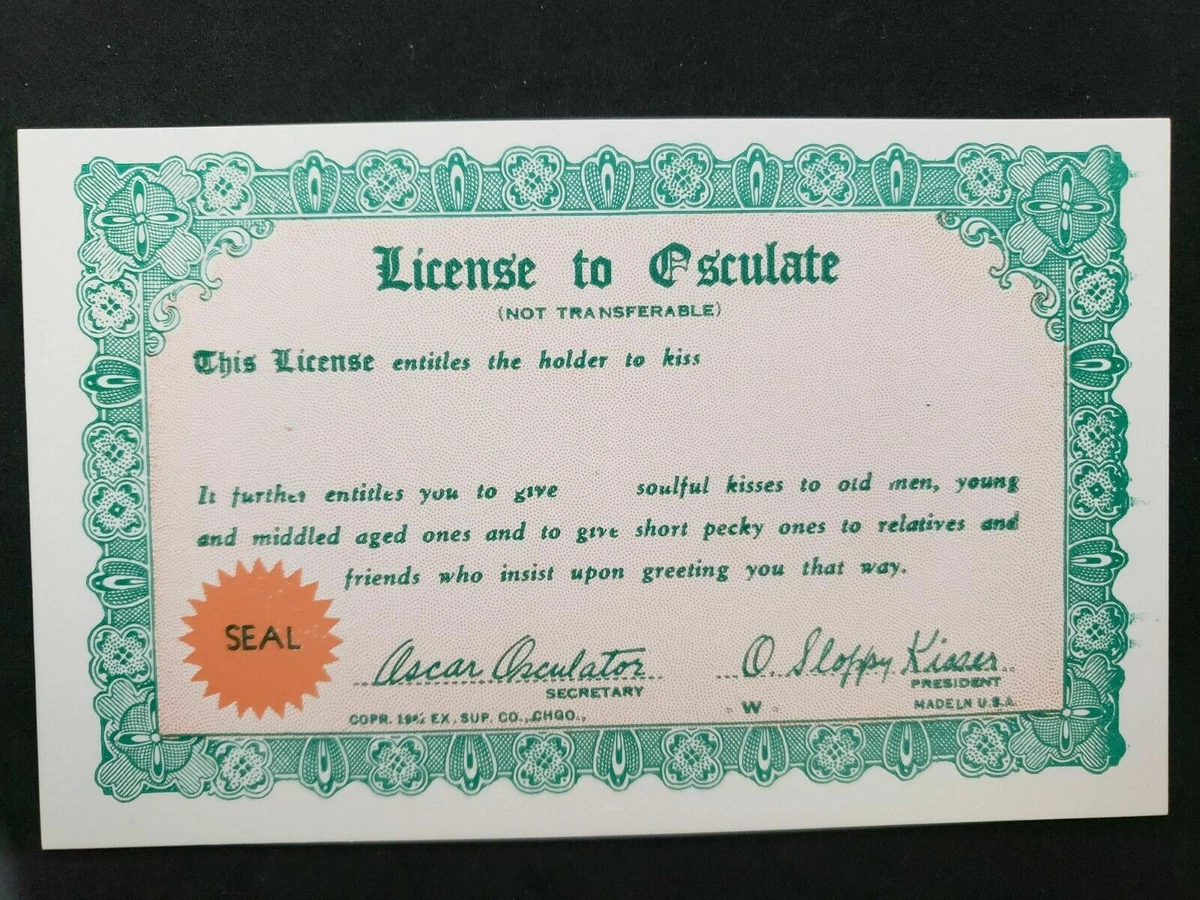 License to Osculate
(NOT TRANSFERABLE)
This License entitles the holder to kiss
It further entitles you to give soulful kisses to old men, young
and middled aged ones and to give short pecky ones to relatives and
friends who insist upon greeting you that way.
SEAL
Oscar Osculator
O. Sloppy Kisser
SECRETARY
PRESIDENT
COPR. EX. SUP. CO., CHGO.,
W
MADE IN U.S.A.